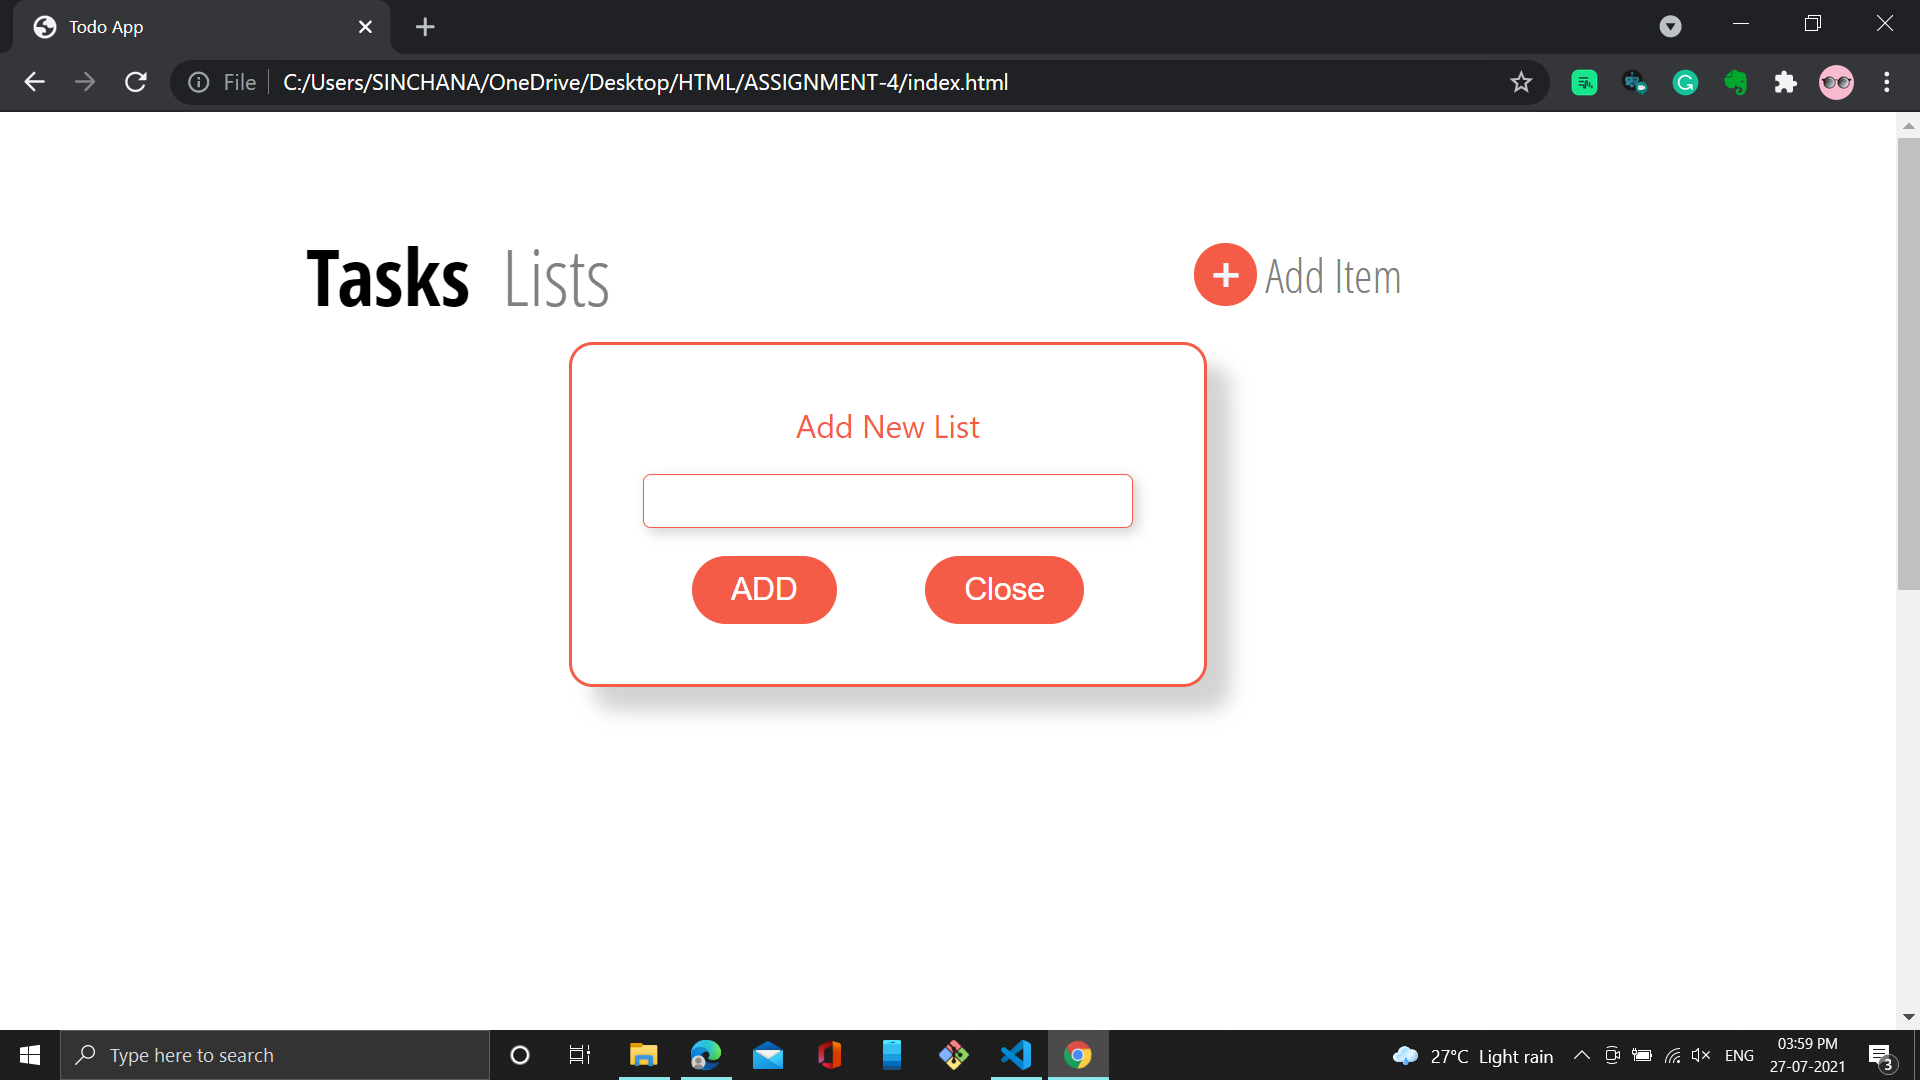 Todo App
File C:/Users/SINCHANA/OneDrive/Desktop/HTML/ASSIGNMENT-4/index.html
Tasks Lists
+ Add Item
Add New List
ADD Close
Type here to search
27°C Light rain
ENG
03:59 PM
27-07-2021
3